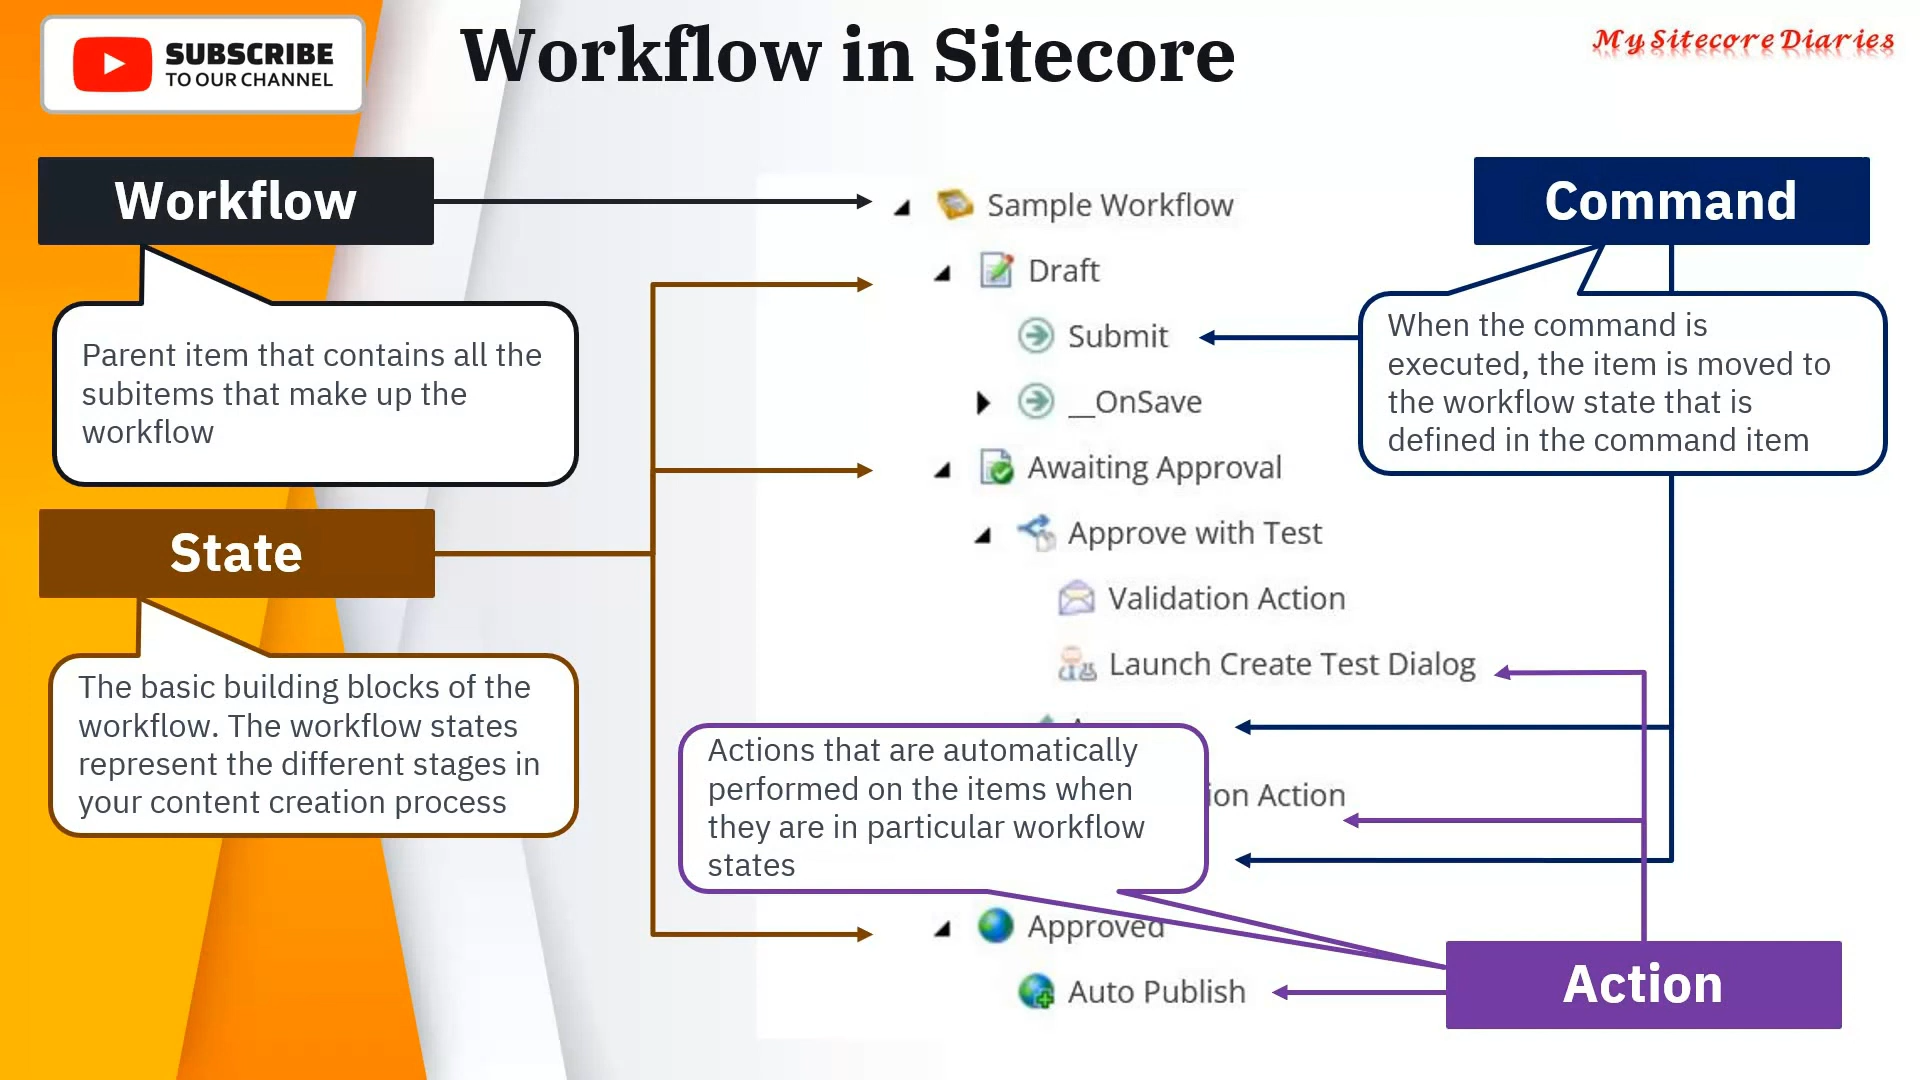 SUBSCRIBE
TO OUR CHANNEL
Workflow in Sitecore
My Sitecore Diaries
Workflow
Parent item that contains all the
subitems that make up the
workflow
State
The basic building blocks of the
workflow. The workflow states
represent the different stages in
your content creation process
Sample Workflow
Draft
Submit
__OnSave
Awaiting Approval
Approve with Test
Validation Action
Launch Create Test Dialog
ion Action
Approved
Auto Publish
Actions that are automatically
performed on the items when
they are in particular workflow
states
Command
When the command is
executed, the item is moved to
the workflow state that is
defined in the command item
Action